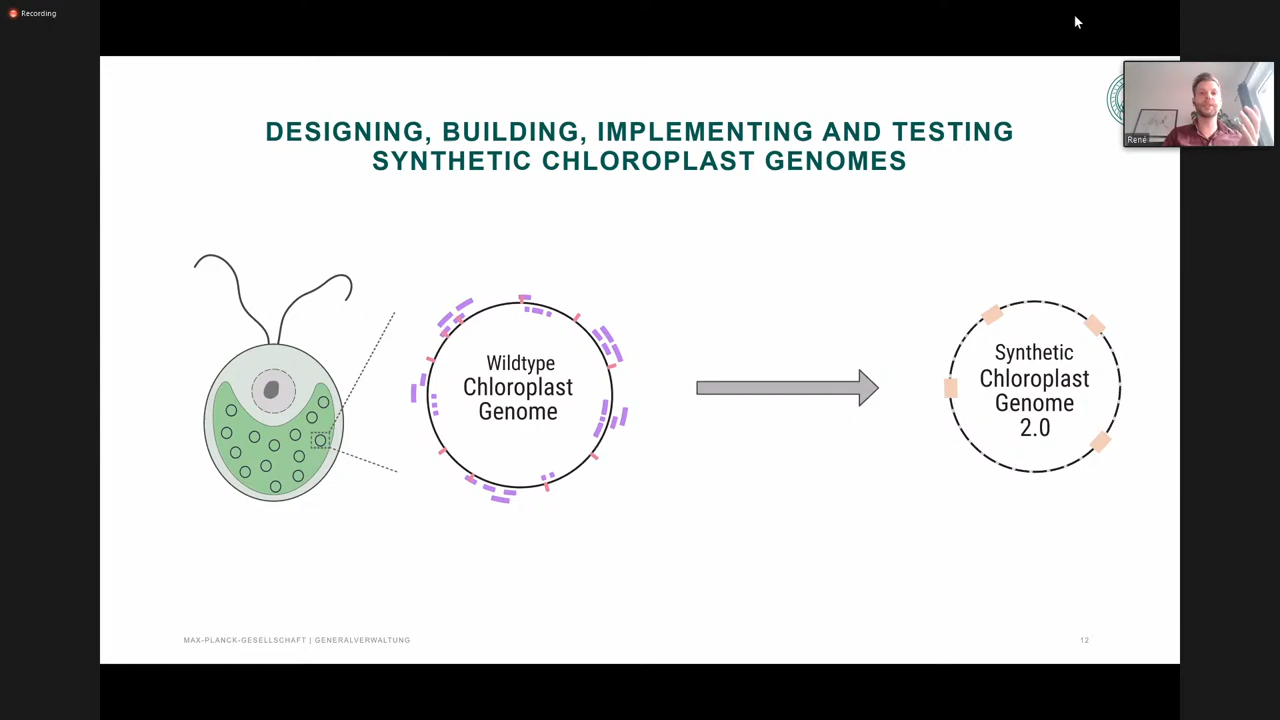 Recording
DESIGNING, BUILDING, IMPLEMENTING AND TESTING
SYNTHETIC CHLOROPLAST GENOMES
René
Wildtype
Chloroplast
Genome
Synthetic
Chloroplast
Genome
2.0
MAX-PLANCK-GESELLSCHAFT | GENERALVERWALTUNG
12